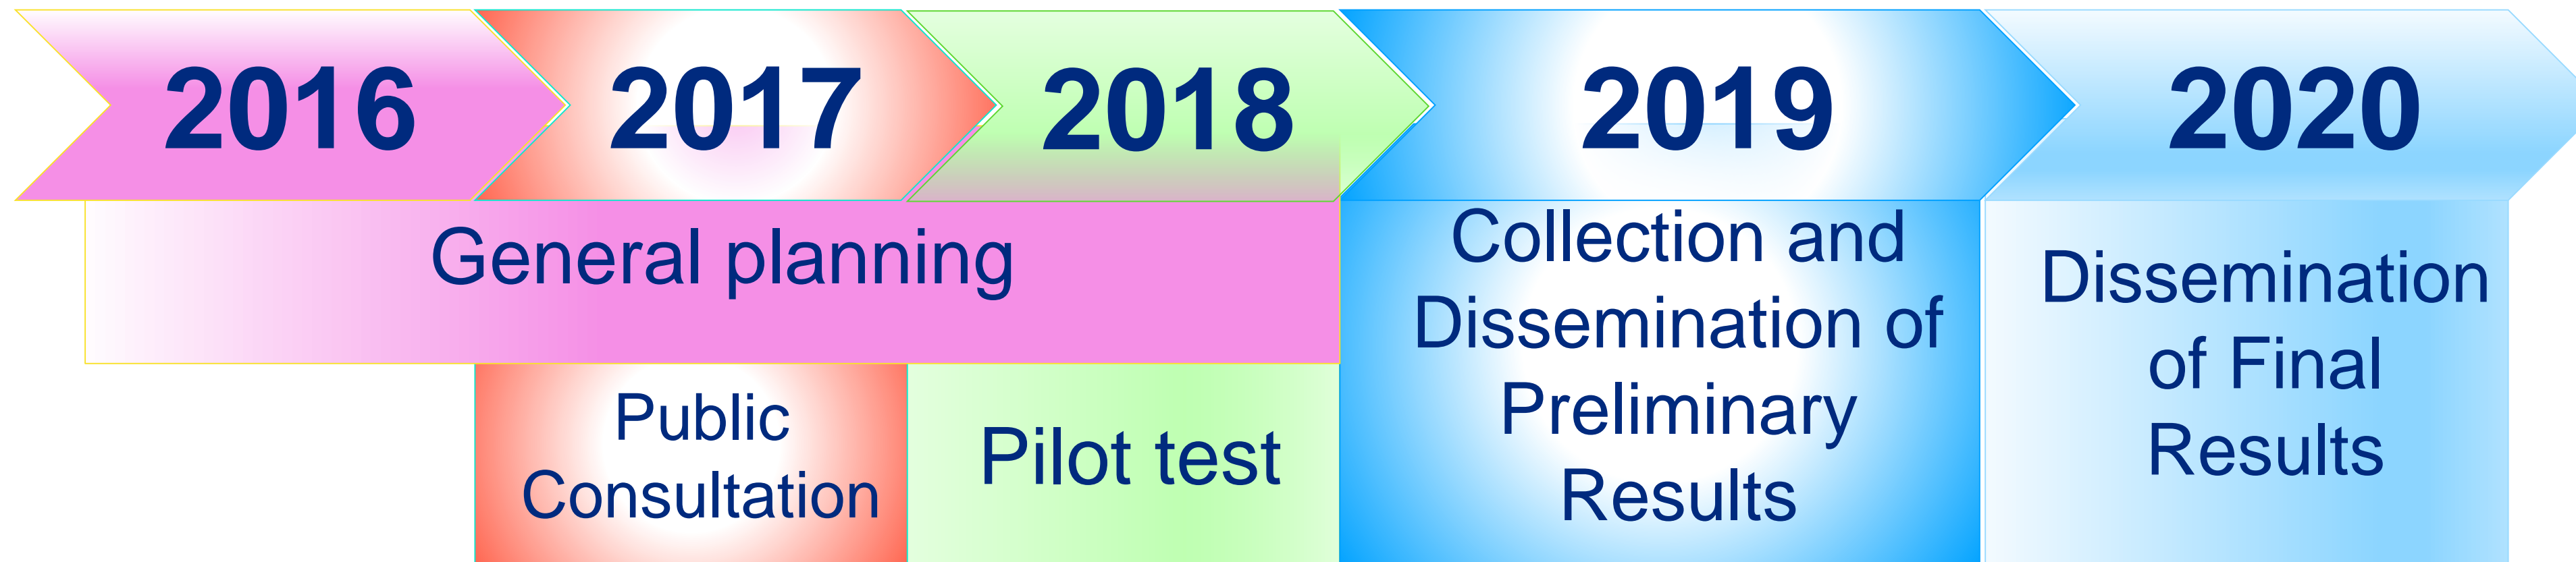 2016
2017
2018
2019
2020
General planning
Public
Consultation
Pilot test
Collection and
Dissemination of
Preliminary
Results
Dissemination
of Final
Results